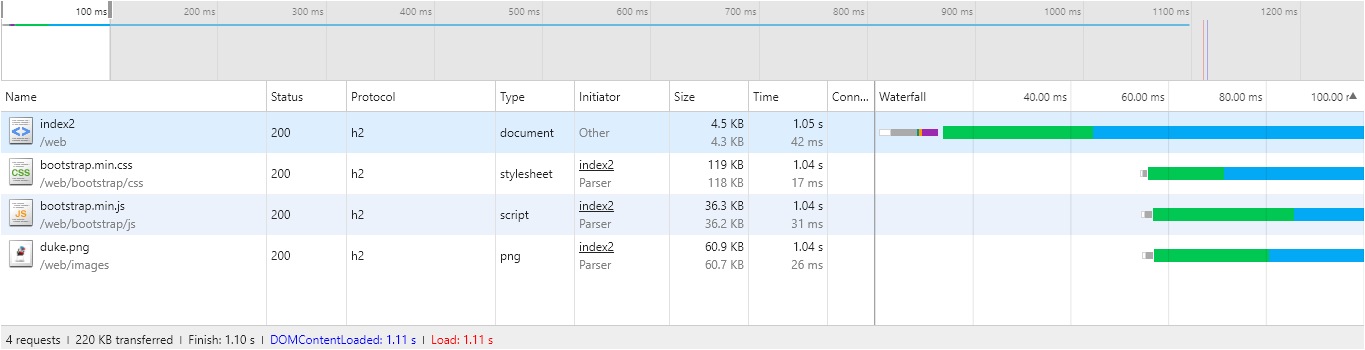 100 ms 200 ms 300 ms 400 ms 500 ms 600 ms 700 ms 800 ms 900 ms 1000 ms 1100 ms 1200 ms
Name Status Protocol Type Initiator Size Time Conn... Waterfall 40.00 ms 60.00 ms 80.00 ms 100.00
index2 200 h2 document Other 4.5 KB 1.05 s
/web 4.3 KB 42 ms
bootstrap.min.css 200 h2 stylesheet index2 119 KB 1.04 s
/web/bootstrap/css Parser 118 KB 17 ms
bootstrap.min.js 200 h2 script index2 36.3 KB 1.04 s
/web/bootstrap/js Parser 36.2 KB 31 ms
duke.png 200 h2 png index2 60.9 KB 1.04 s
/web/images Parser 60.7 KB 26 ms
4 requests | 220 KB transferred | Finish: 1.10 s | DOMContentLoaded: 1.11 s | Load: 1.11 s